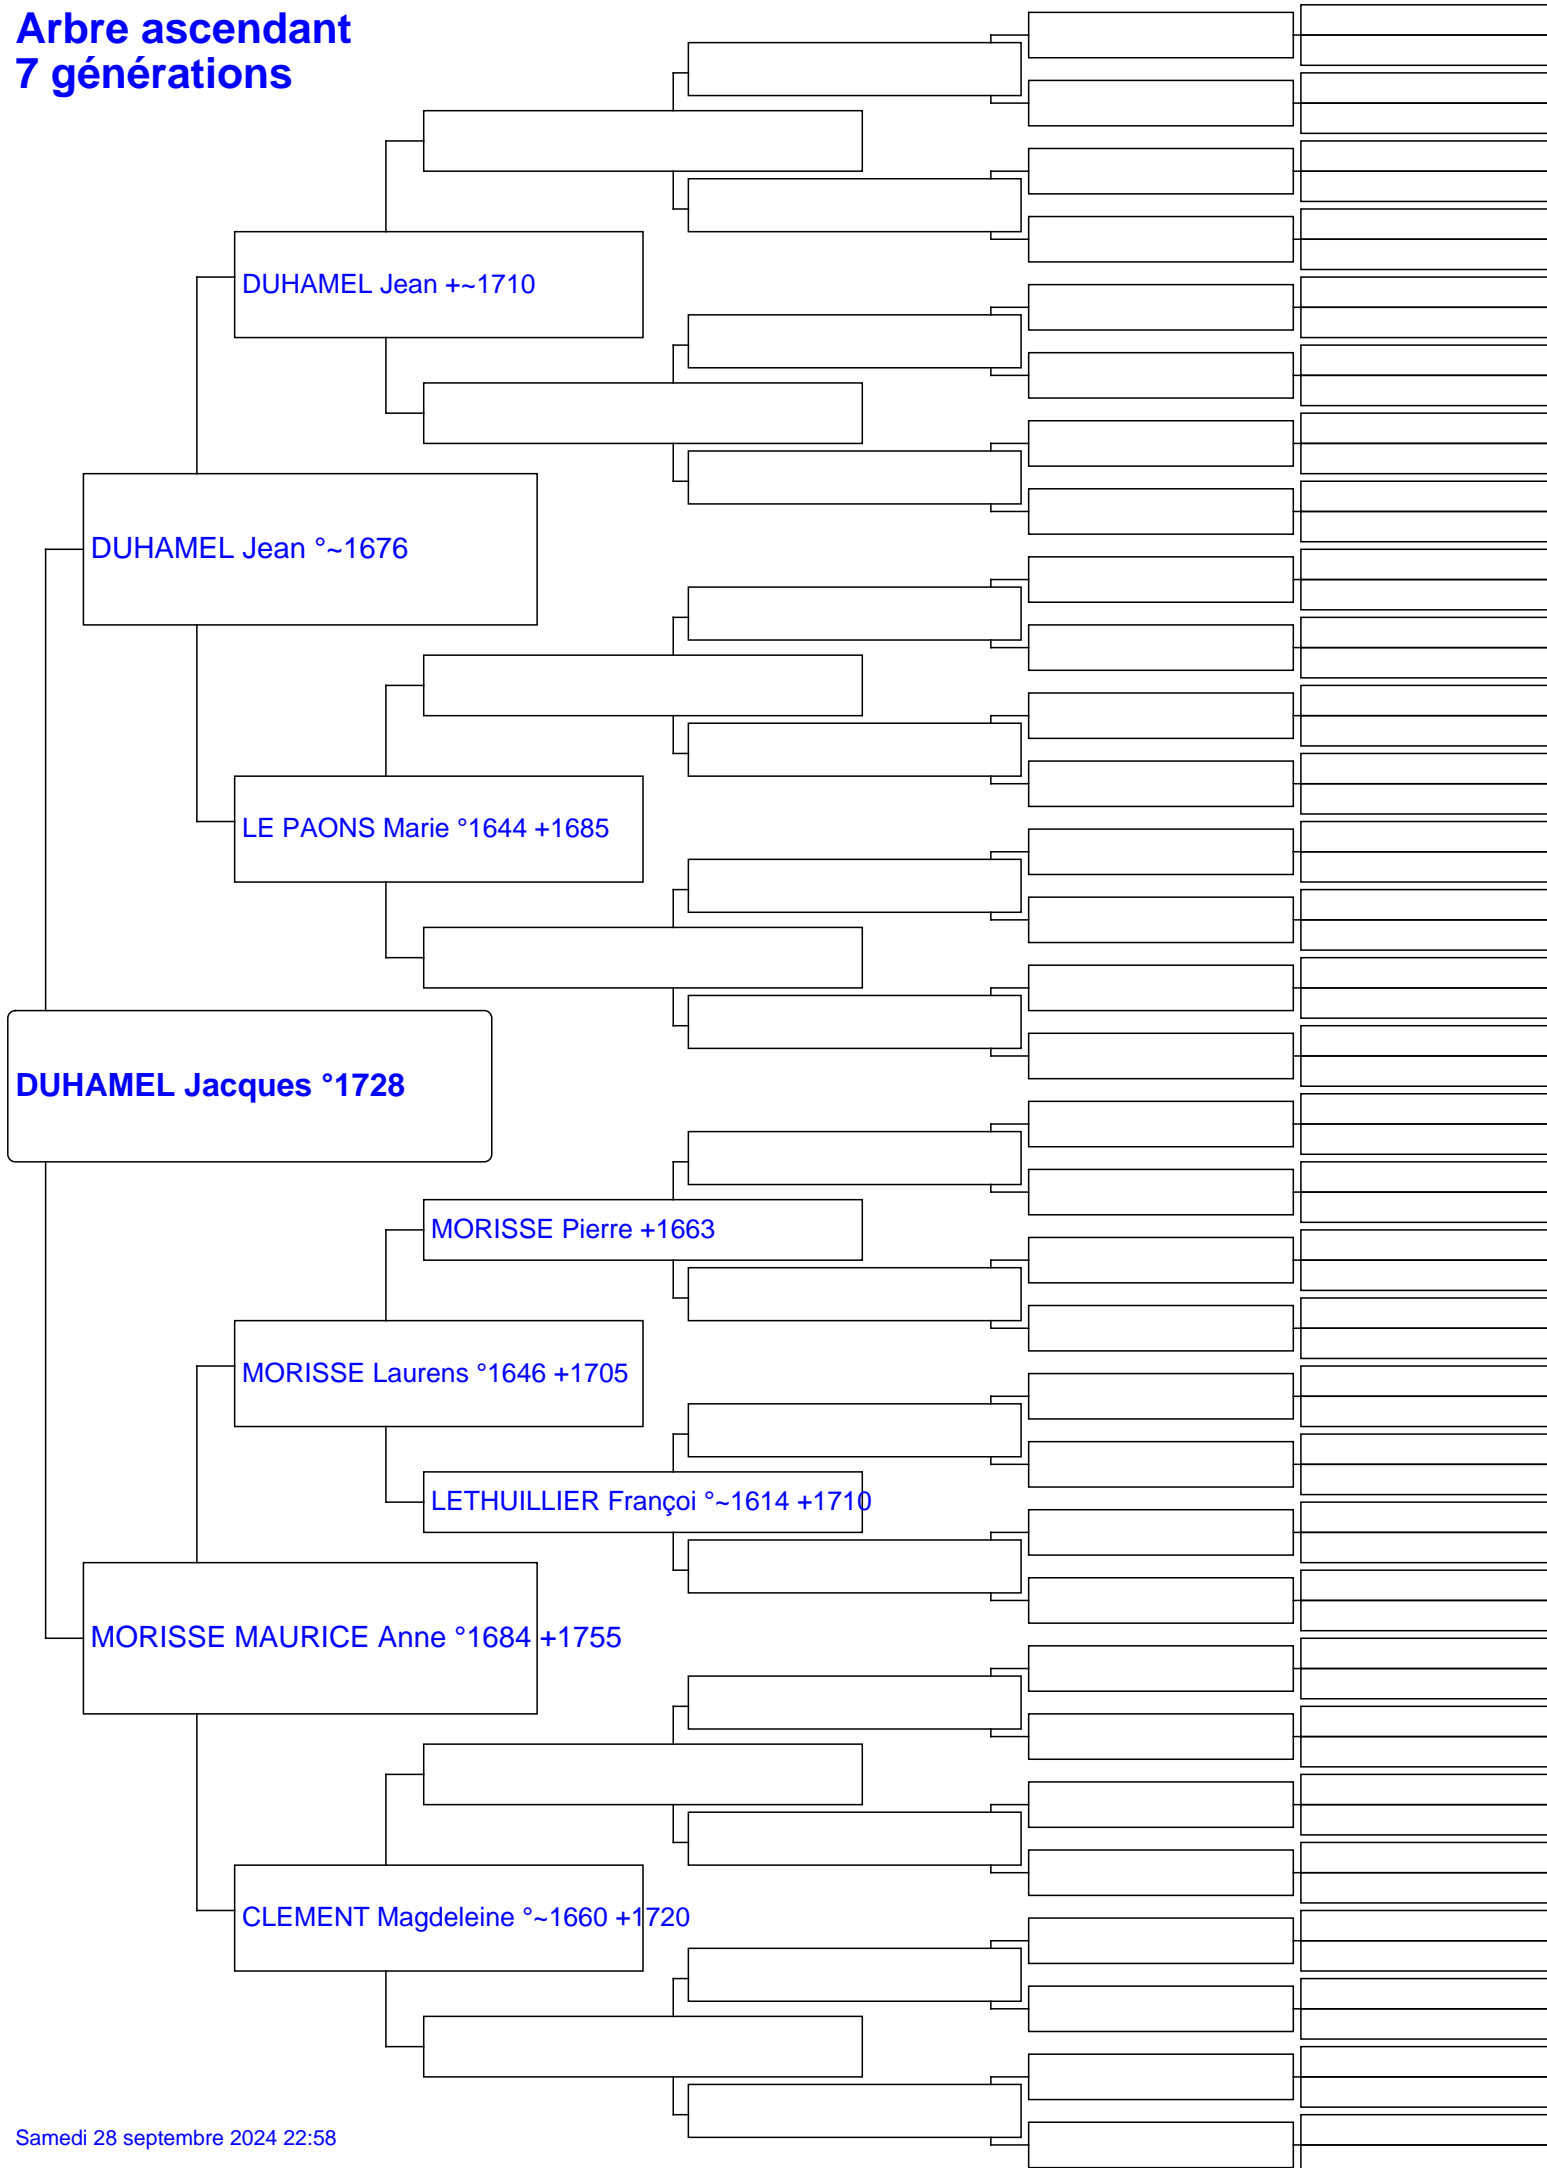 Arbre ascendant
7 générations
DUHAMEL Jean +~1710
DUHAMEL Jean °~1676
LE PAONS Marie °1644 +1685
DUHAMEL Jacques °1728
MORISSE Pierre +1663
MORISSE Laurens °1646 +1705
LETHUILLIER Françoi °~1614 +1710
MORISSE MAURICE Anne °1684 +1755
CLEMENT Magdeleine °~1660 +1720
Samedi 28 septembre 2024 22:58